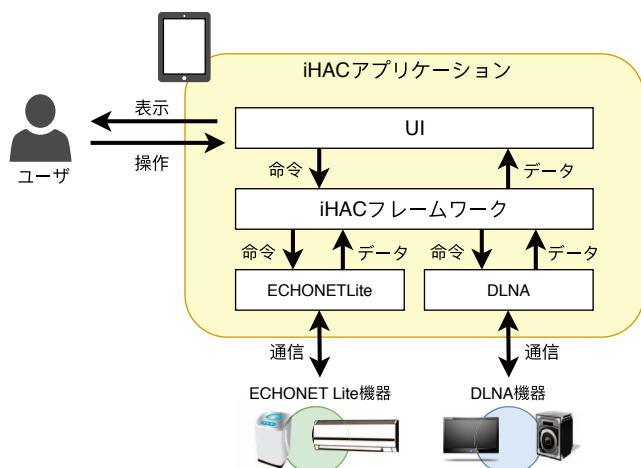 iHACアプリケーション
表示
UI
操作
ユーザ
命令
データ
iHACフレームワーク
命令
データ
命令
データ
ECHONETLite
DLNA
通信
通信
ECHONET Lite機器
DLNA機器